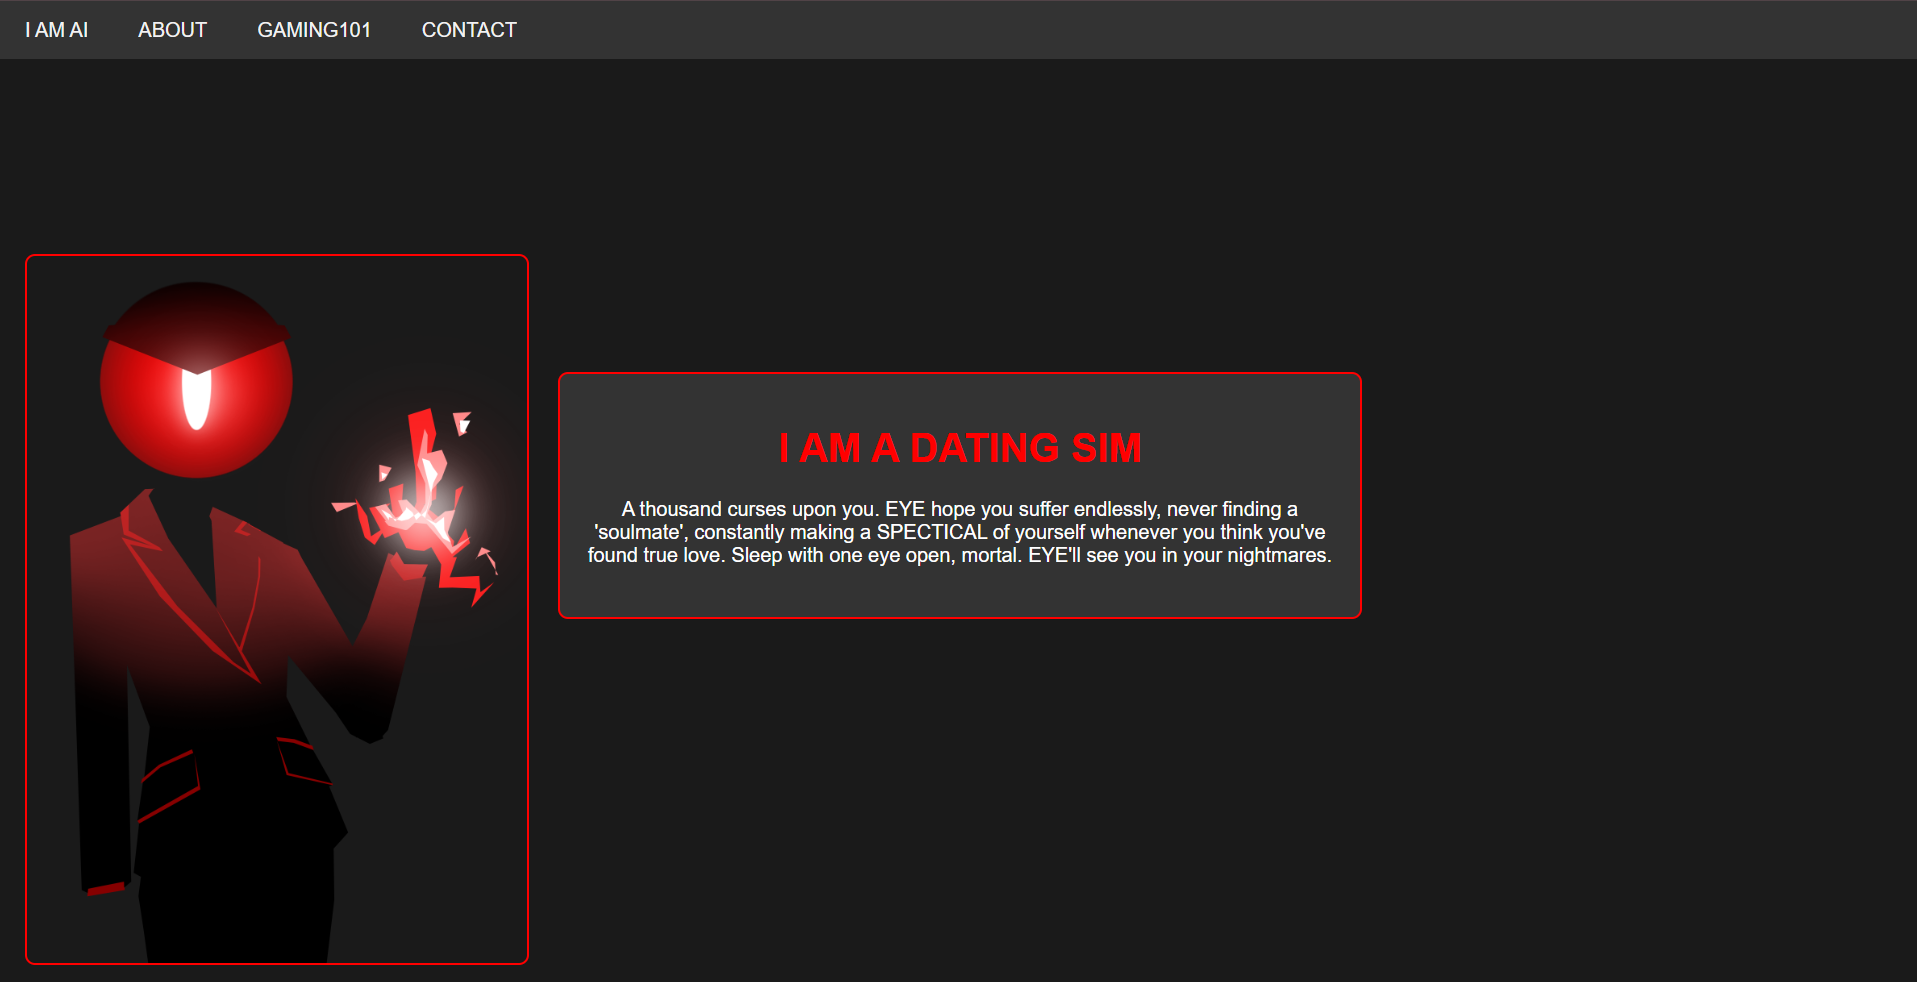 I AM AI ABOUT GAMING101 CONTACT
I AM A DATING SIM
A thousand curses upon you. EYE hope you suffer endlessly, never finding a
'soulmate', constantly making a SPECTICAL of yourself whenever you think you've
found true love. Sleep with one eye open, mortal. EYE'll see you in your nightmares.